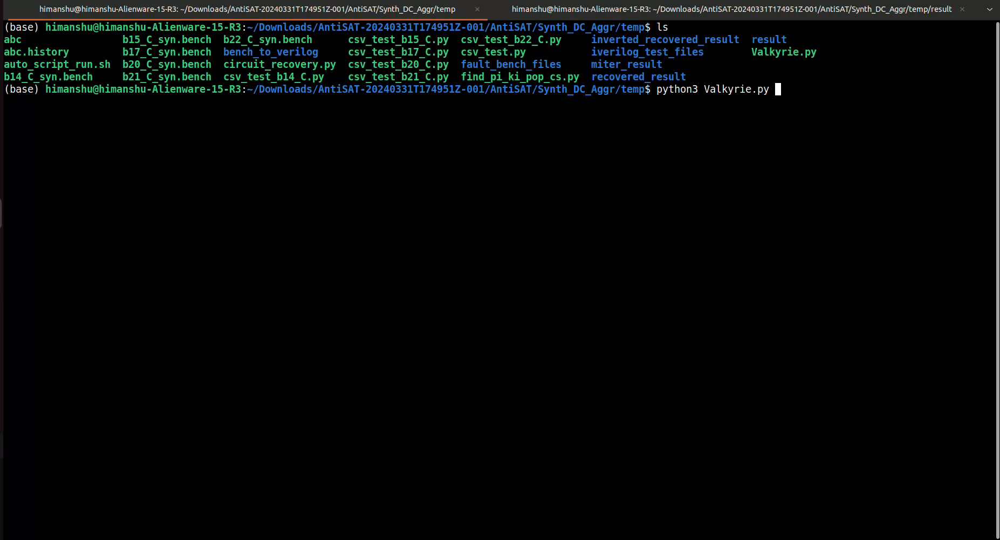 himanshu@himanshu-Alienware-15-R3: ~/Downloads/AntiSAT-20240331T174951Z-001/AntiSAT/Synth_DC_Aggr/temp × himanshu@himanshu-Alienware-15-R3: ~/Downloads/AntiSAT-20240331T174951Z-001/AntiSAT/Synth_DC_Aggr/temp/result ×
(base) himanshu@himanshu-Alienware-15-R3:~/Downloads/AntiSAT-20240331T174951Z-001/AntiSAT/Synth_DC_Aggr/temp$ ls
abc b15_C_syn.bench b22_C_syn.bench csv_test_b15_C.py csv_test_b22_C.py inverted_recovered_result result
abc.history b17_C_syn.bench bench_to_verilog csv_test_b17_C.py csv_test.py iverilog_test_files Valkyrie.py
auto_script_run.sh b20_C_syn.bench circuit_recovery.py csv_test_b20_C.py fault_bench_files miter_result
b14_C_syn.bench b21_C_syn.bench csv_test_b14_C.py csv_test_b21_C.py find_pi_ki_pop_cs.py recovered_result
(base) himanshu@himanshu-Alienware-15-R3:~/Downloads/AntiSAT-20240331T174951Z-001/AntiSAT/Synth_DC_Aggr/temp$ python3 Valkyrie.py